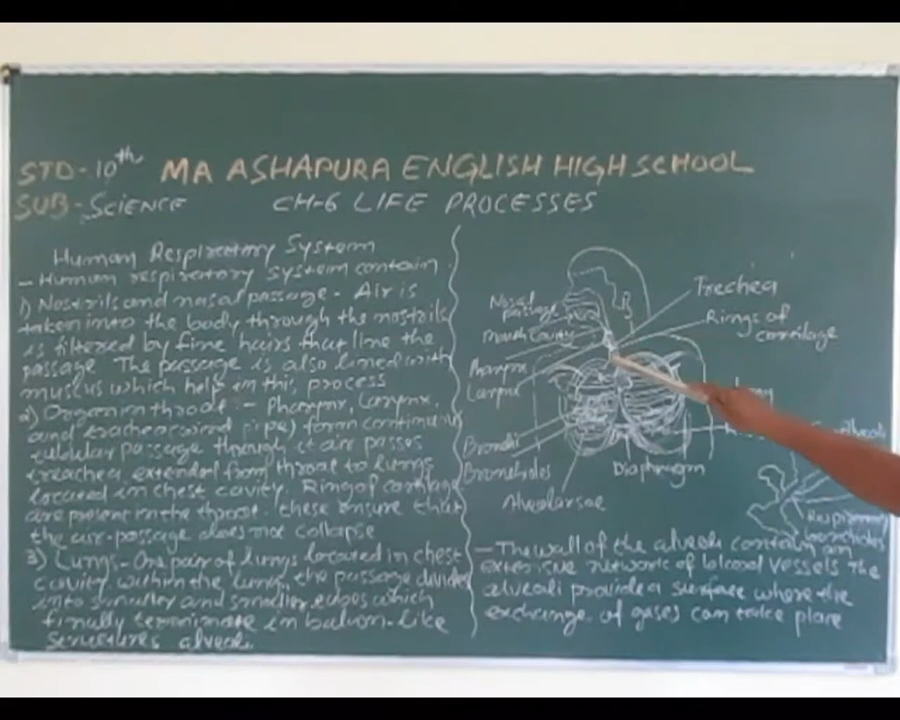 STD-10th MA ASHAPURA ENGLISH HIGH SCHOOL
SUB-SCIENCE CH-6 LIFE PROCESSES
Human Respiratory System
- Human respiratory system contain
1) Nostrils and nasal passage - Air is
taken into the body through the nostrils
is filtered by fine hairs that line the
passage The passage is also lined with
mucus which help in this process
2) Organ in throat :- Pharynx, Larynx,
and trachea (wind pipe) form continuous
tubular passage through it air passes
trachea extended from throat to lungs
located in chest cavity. Ring of cartilage
are present in the throat. these ensure that
the air-passage does not collapse
3) Lungs - One pair of lungs located in chest
cavity within the lung, the passage divides
into smaller and smaller tubes which
finally terminate in ballon-like
structures alveoli.
Nasal
passage
Mouth Cavity
Pharynx
Larynx
Bronchi
Bronchioles
Alveolar sac
Diaphragm
Trechea
Rings of
cartilage
Respiratory
bronchioles
- The wall of the alveoli contain an
extensive network of blood vessels The
alveoli provide a surface where the
exchange of gases can take place